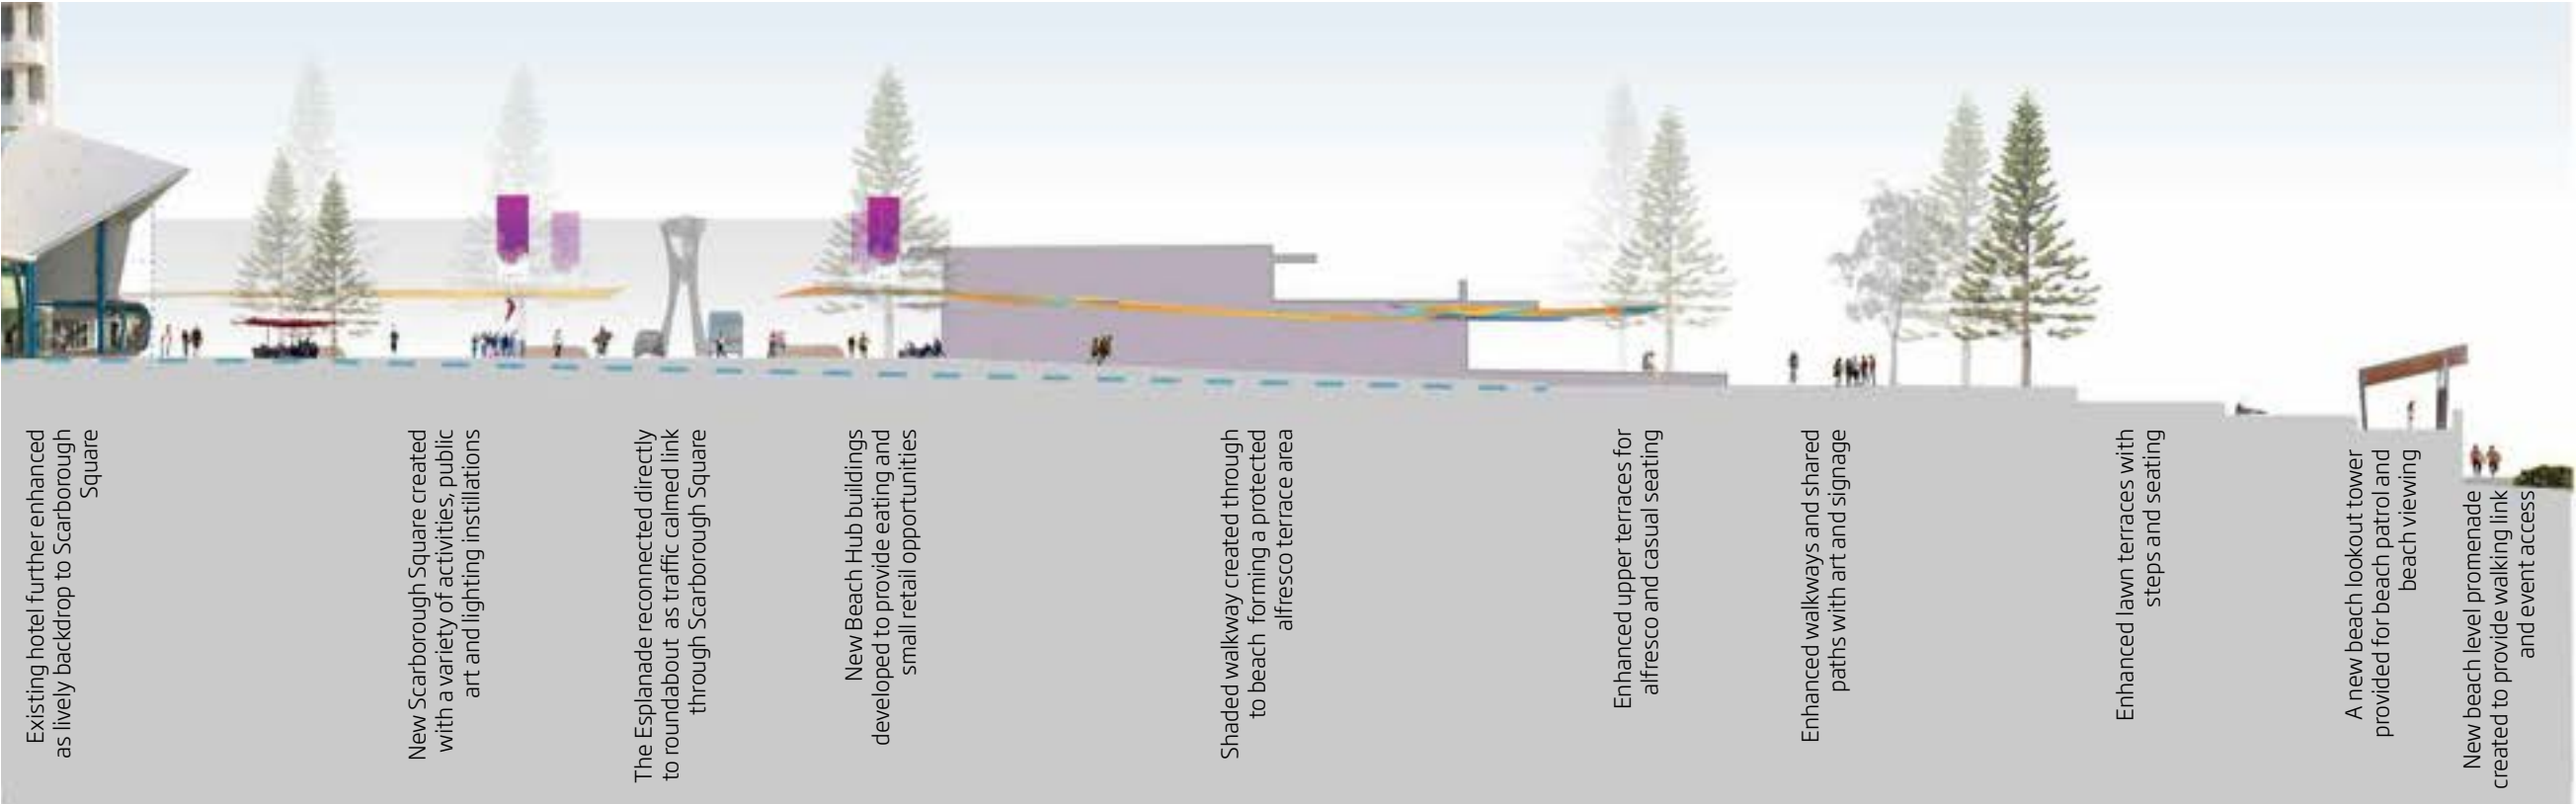 Existing hotel further enhanced
as lively backdrop to Scarborough
Square
New Scarborough Square created
with a variety of activities, public
art and lighting instillations
The Esplanade reconnected directly
to roundabout as traffic calmed link
through Scarborough Square
New Beach Hub buildings
developed to provide eating and
small retail opportunities
Shaded walkway created through
to beach forming a protected
alfresco terrace area
Enhanced upper terraces for
alfresco and casual seating
Enhanced walkways and shared
paths with art and signage
Enhanced lawn terraces with
steps and seating
A new beach lookout tower
provided for beach patrol and
beach viewing
New beach level promenade
created to provide walking link
and event access